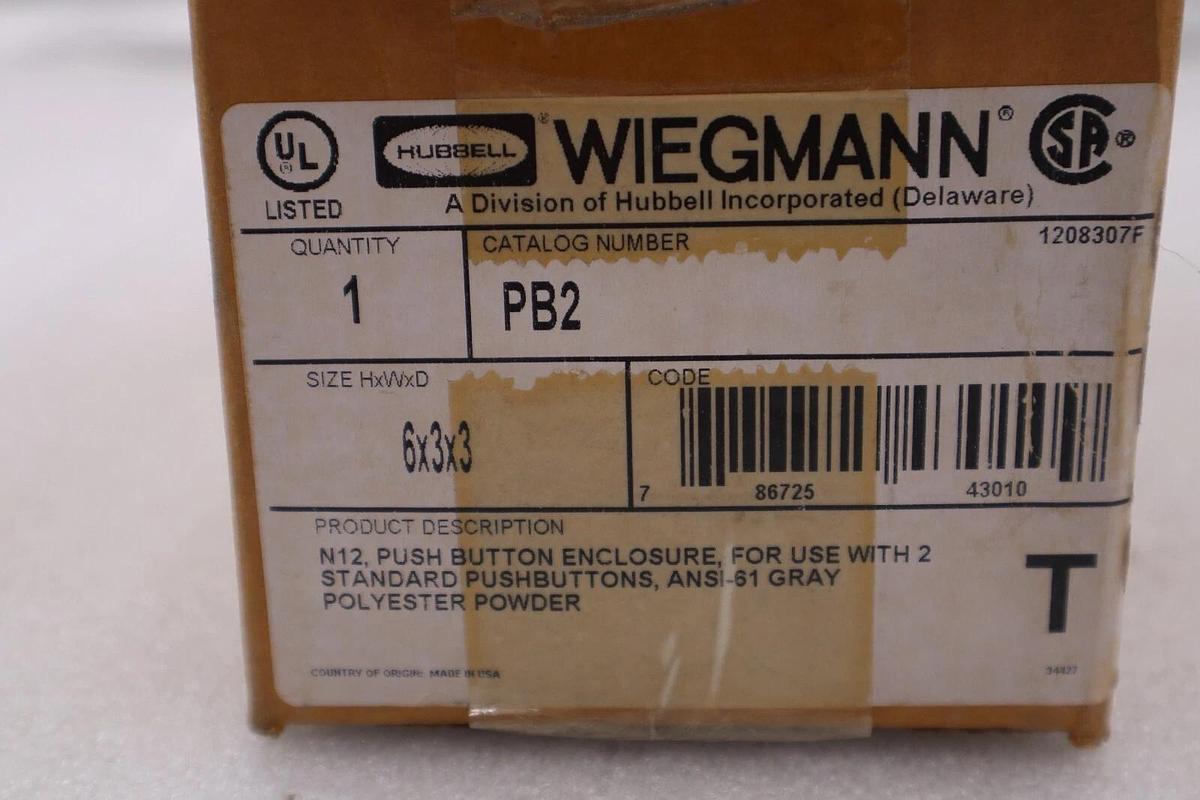 UL
®
LISTED
HUBBELL® WIEGMANN®
SA®
A Division of Hubbell Incorporated (Delaware)
QUANTITY
1
CATALOG NUMBER
1208307F
PB2
SIZE HxWxD
6x3x3
CODE
7 86725 43010
PRODUCT DESCRIPTION
N12, PUSH BUTTON ENCLOSURE, FOR USE WITH 2
STANDARD PUSHBUTTONS, ANSI-61 GRAY
POLYESTER POWDER
T
COUNTRY OF ORIGIN: MADE IN USA
34427